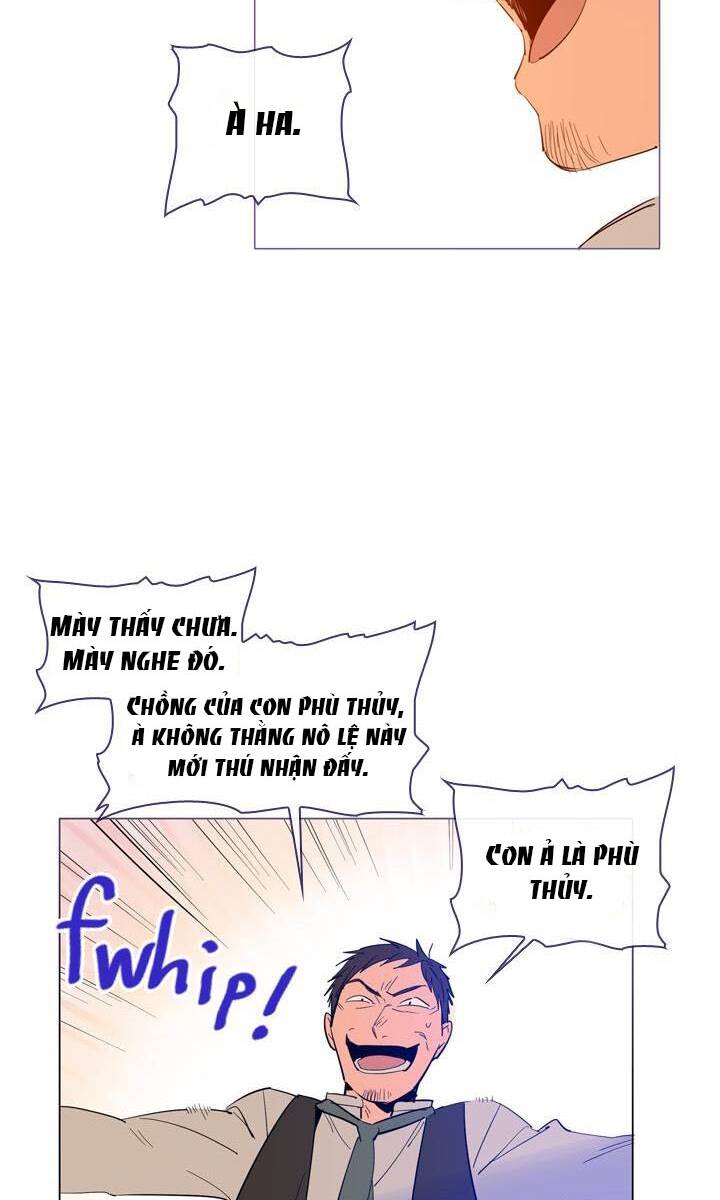 À HA.
MÀY THẤY CHƯA.
MÀY NGHE ĐÓ.
CHỒNG CỦA CON PHÙ THỦY,
À KHÔNG THẰNG NÔ LỆ NÀY
MỚI THÚ NHẬN ĐẤY.
CON Ả LÀ PHÙ
THỦY.
fwhip!